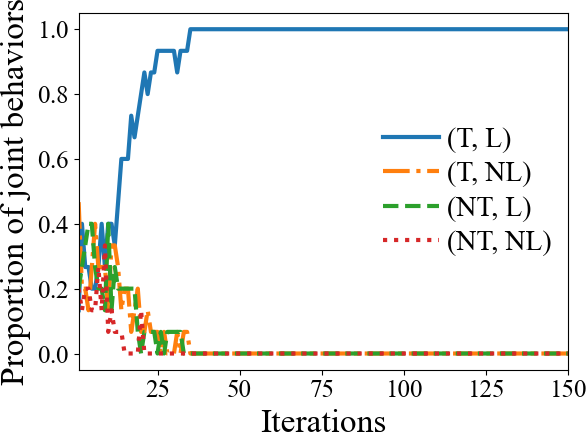 Proportion of joint behaviors
1.0
0.8
0.6
0.4
0.2
0.0
(T, L)
(T, NL)
(NT, L)
(NT, NL)
25
50
75
100
125
150
Iterations